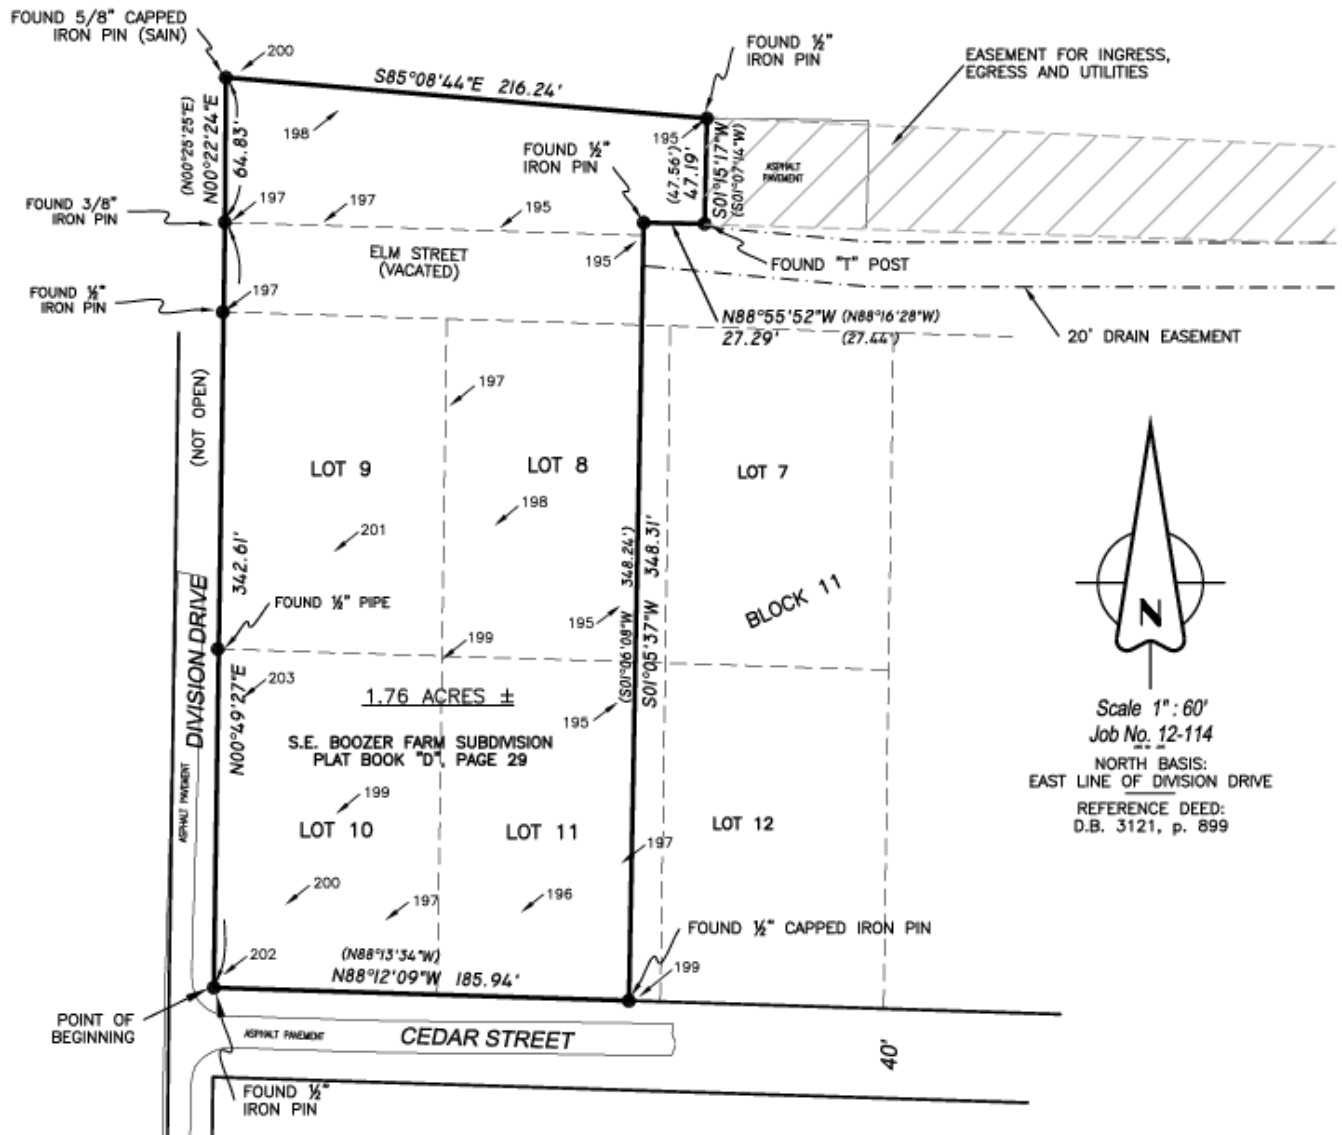 FOUND 5/8" CAPPED
IRON PIN (SAIN)
200
S85°08'44"E 216.24'
FOUND ½"
IRON PIN
EASEMENT FOR INGRESS,
EGRESS AND UTILITIES
(N00°25'25"E)
N00°22'24"E
64.83'
198
FOUND ½"
IRON PIN
195
(47.56')
47.19'
S01°15'17"W
(S01°07'14"W)
ASPHALT
PAVEMENT
FOUND 3/8"
IRON PIN
197
197
195
ELM STREET
(VACATED)
195
FOUND "T" POST
FOUND ½"
IRON PIN
197
N88°55'52"W (N88°16'28"W)
27.29' (27.44')
20' DRAIN EASEMENT
(NOT OPEN)
197
LOT 9
LOT 8
LOT 7
198
201
342.61'
348.24')
348.31'
FOUND ½" PIPE
BLOCK 11
195
N
DIVISION DRIVE
199
(S01°06'08"W
S01°05'37"W
N00°49'27"E
203
1.76 ACRES ±
195
S.E. BOOZER FARM SUBDIVISION
PLAT BOOK "D", PAGE 29
Scale 1" : 60'
Job No. 12-114
NORTH BASIS:
EAST LINE OF DIVISION DRIVE
REFERENCE DEED:
D.B. 3121, p. 899
ASPHALT PAVEMENT
199
LOT 10
LOT 11
LOT 12
197
200
197
196
FOUND ½" CAPPED IRON PIN
202
(N88°13'34"W)
N88°12'09"W 185.94'
199
POINT OF
BEGINNING
ASPHALT PAVEMENT
CEDAR STREET
40'
FOUND ½"
IRON PIN